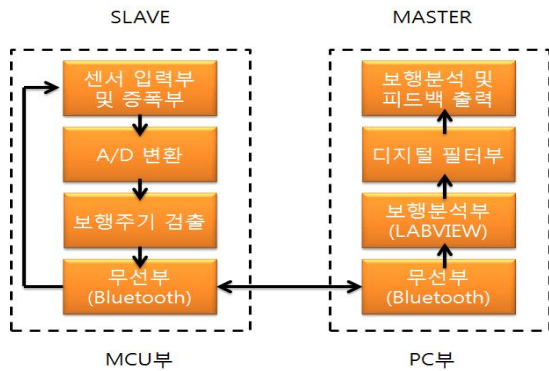 SLAVE
센서 입력부
및 증폭부
A/D 변환
보행주기 검출
무선부
(Bluetooth)
MCU부
MASTER
보행분석 및
피드백 출력
디지털 필터부
보행분석부
(LABVIEW)
무선부
(Bluetooth)
PC부